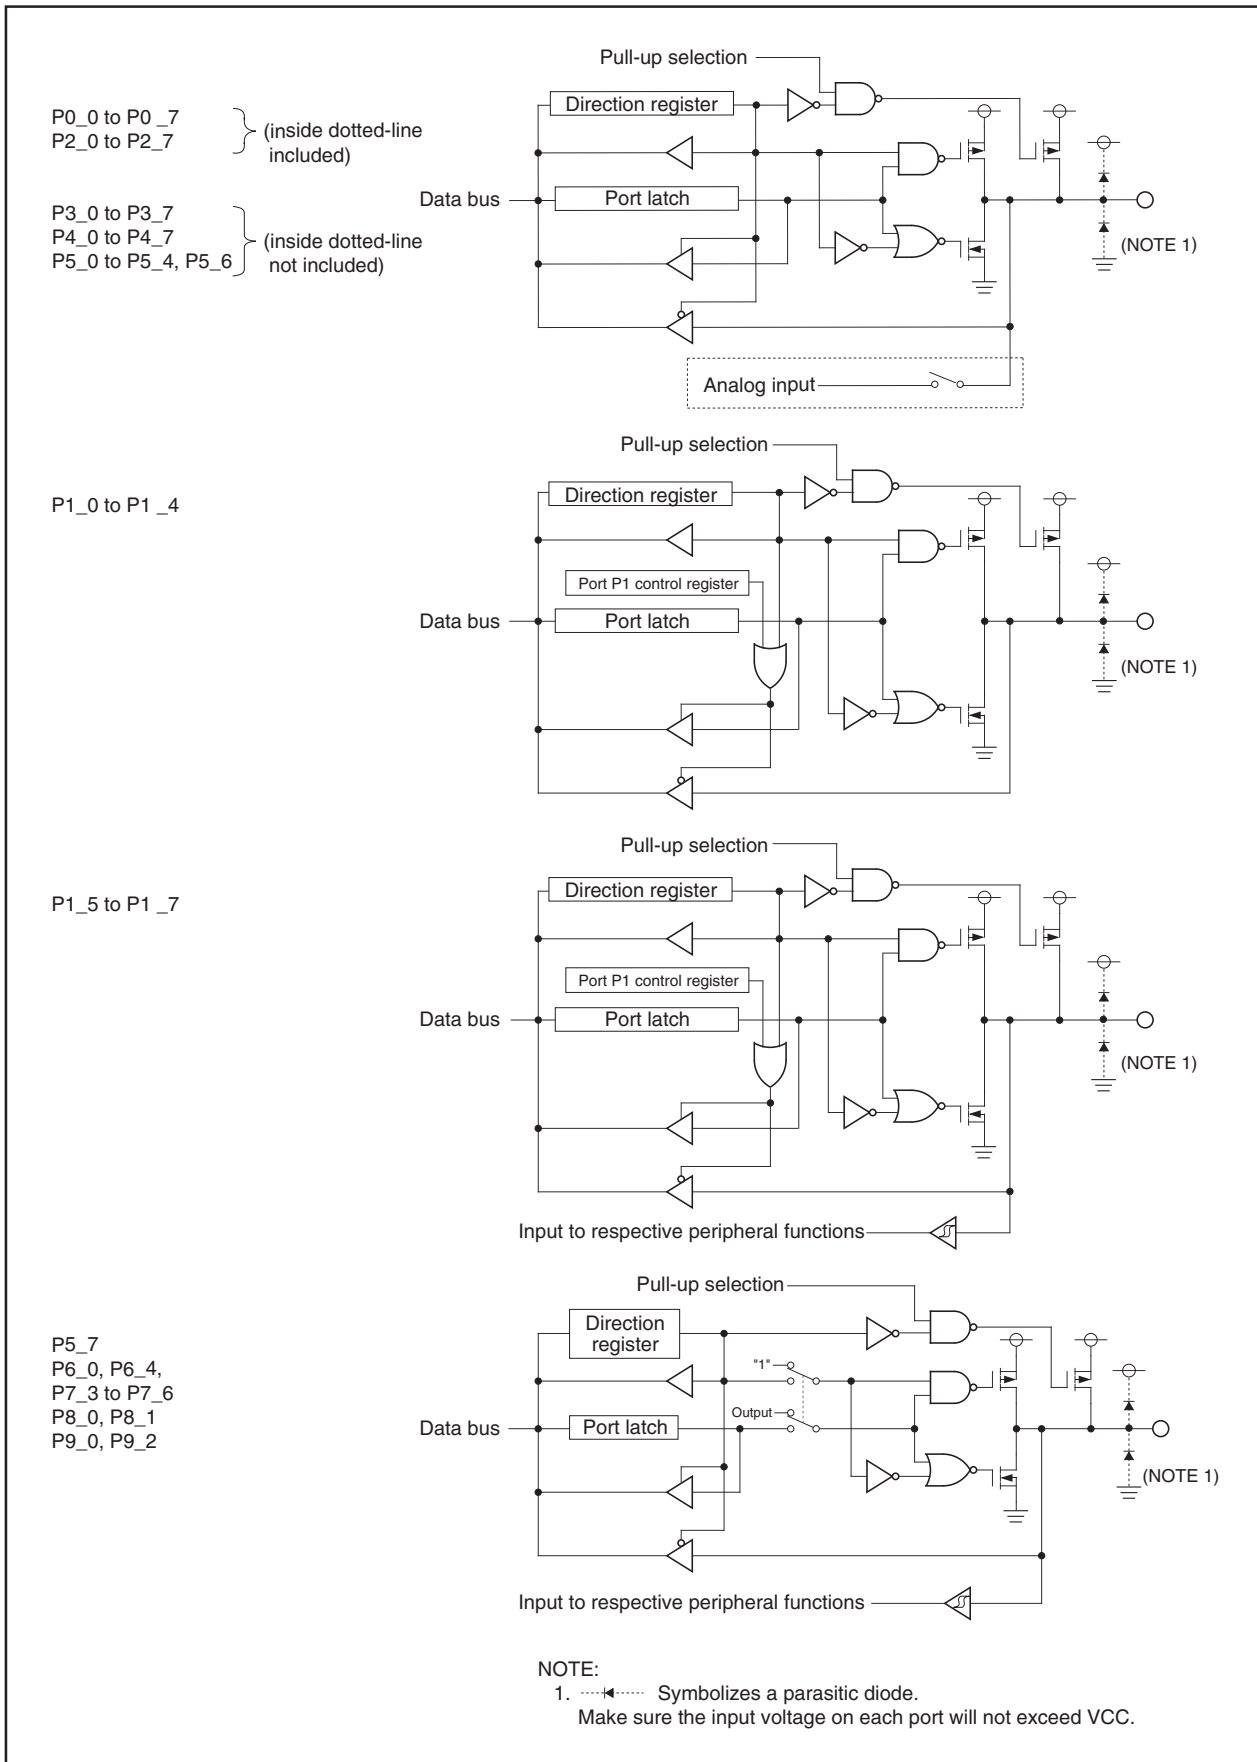 Pull-up selection
P0_0 to P0 _7
P2_0 to P2_7
(inside dotted-line
included)
Direction register
Data bus
Port latch
P3_0 to P3_7
P4_0 to P4_7
P5_0 to P5_4, P5_6
(inside dotted-line
not included)
(NOTE 1)
Analog input
Pull-up selection
P1_0 to P1 _4
Direction register
Port P1 control register
Data bus
Port latch
(NOTE 1)
Pull-up selection
P1_5 to P1 _7
Direction register
Port P1 control register
Data bus
Port latch
(NOTE 1)
Input to respective peripheral functions
Pull-up selection
P5_7
P6_0, P6_4,
P7_3 to P7_6
P8_0, P8_1
P9_0, P9_2
Direction
register
"1"
Output
Data bus
Port latch
(NOTE 1)
Input to respective peripheral functions
NOTE:
1. Symbolizes a parasitic diode.
Make sure the input voltage on each port will not exceed VCC.